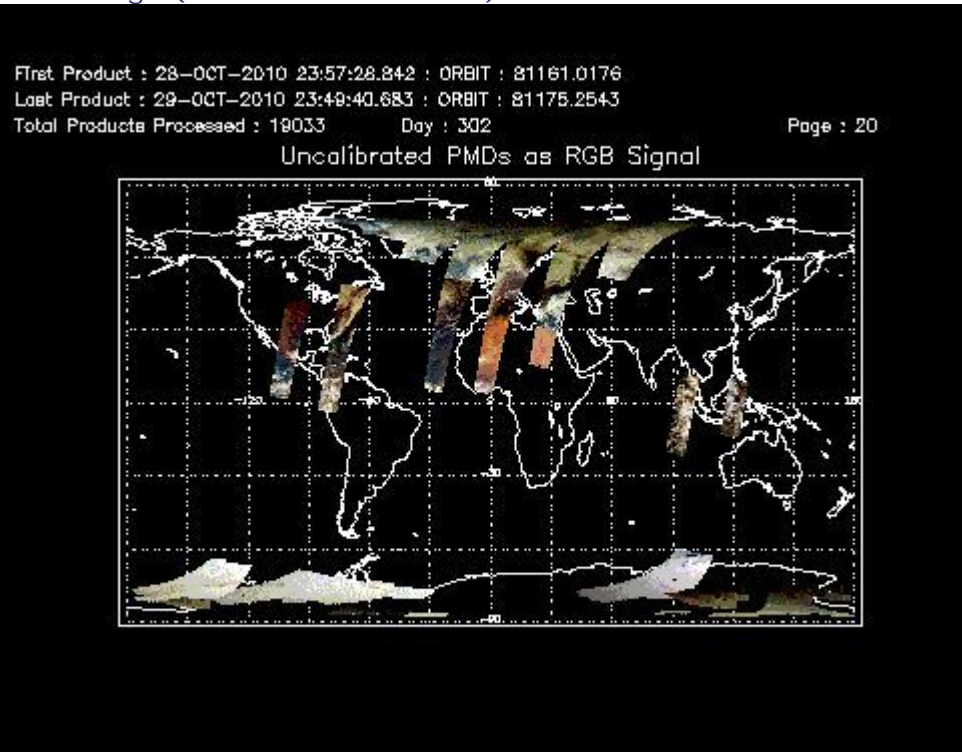 First Product : 28-OCT-2010 23:57:28.842 : ORBIT : 81161.0176
Last Product : 29-OCT-2010 23:49:40.683 : ORBIT : 81175.2543
Total Products Processed : 19033 Day : 302 Page : 20
Uncalibrated PMDs as RGB Signal